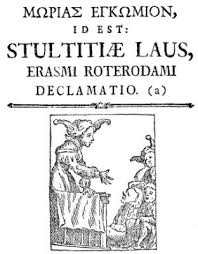 ΜΩΡΙΑΣ ΕΓΚΩΜΙΟΝ,
ID EST:
STULTITIÆ LAUS,
ERASMI ROTERODAMI
DECLAMATIO. (a)